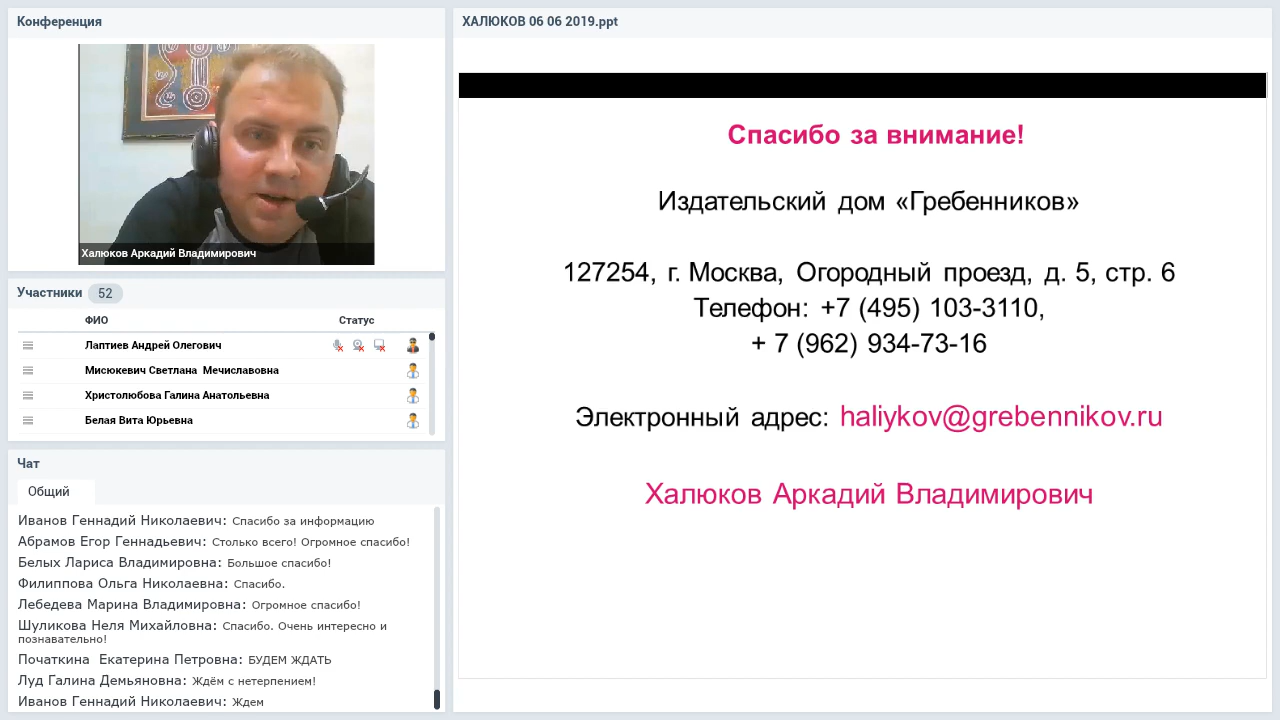 Конференция
Халюков Аркадий Владимирович
Участники 52
ФИО Статус
Лаптиев Андрей Олегович
Мисюкевич Светлана Мечиславовна
Христолюбова Галина Анатольевна
Белая Вита Юрьевна
Чат
Общий
Иванов Геннадий Николаевич: Спасибо за информацию
Абрамов Егор Геннадьевич: Столько всего! Огромное спасибо!
Белых Лариса Владимировна: Большое спасибо!
Филиппова Ольга Николаевна: Спасибо.
Лебедева Марина Владимировна: Огромное спасибо!
Шуликова Неля Михайловна: Спасибо. Очень интересно и
познавательно!
Початкина Екатерина Петровна: БУДЕМ ЖДАТЬ
Луд Галина Демьяновна: Ждём с нетерпением!
Иванов Геннадий Николаевич: Ждем
ХАЛЮКОВ 06 06 2019.ppt
Спасибо за внимание!
Издательский дом «Гребенников»
127254, г. Москва, Огородный проезд, д. 5, стр. 6
Телефон: +7 (495) 103-3110,
+ 7 (962) 934-73-16
Электронный адрес: haliykov@grebennikov.ru
Халюков Аркадий Владимирович